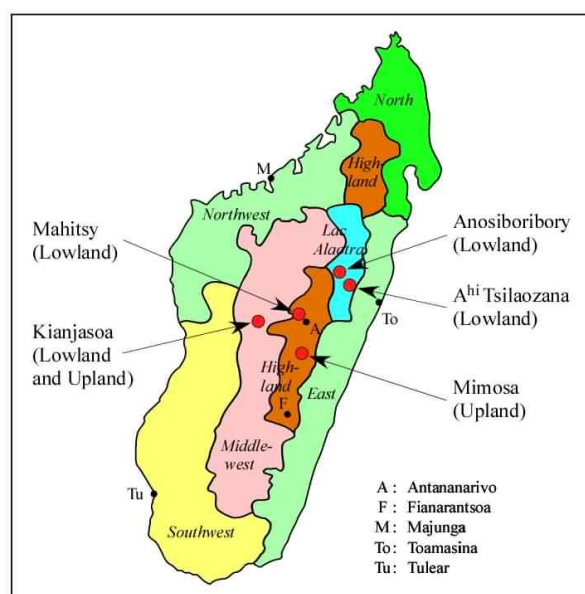 North
High-
land
M
Northwest
Lac
Alaotra
Mahitsy
(Lowland)
Anosiboribory
(Lowland)
A^hi Tsilaozana
(Lowland)
To
A
Kianjasoa
(Lowland
and Upland)
High-
land
East
Mimosa
(Upland)
F
Middle-
west
Tu
Southwest
A : Antananarivo
F : Fianarantsoa
M : Majunga
To : Toamasina
Tu : Tulear